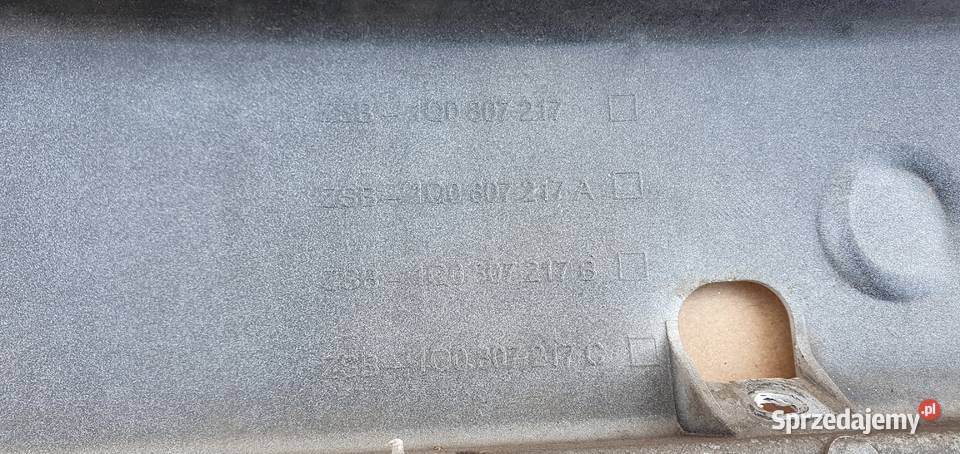 ZSB – 1Q0 807 217
ZSB – 1Q0 807 217 A
ZSB – 1Q0 807 217 B
ZSB – 1Q0 807 217 C
Sprzedajemy.pl